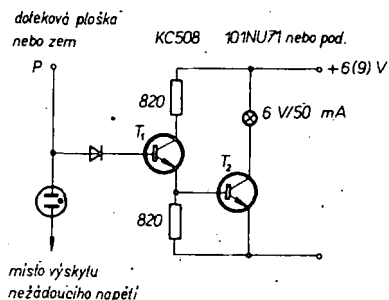 doteková ploška
nebo zem
KC508
101NU71 nebo pod.
P
+6(9) V
820
6 V/50 mA
T₁
T₂
820
místo výskytu
nežádoucího napětí